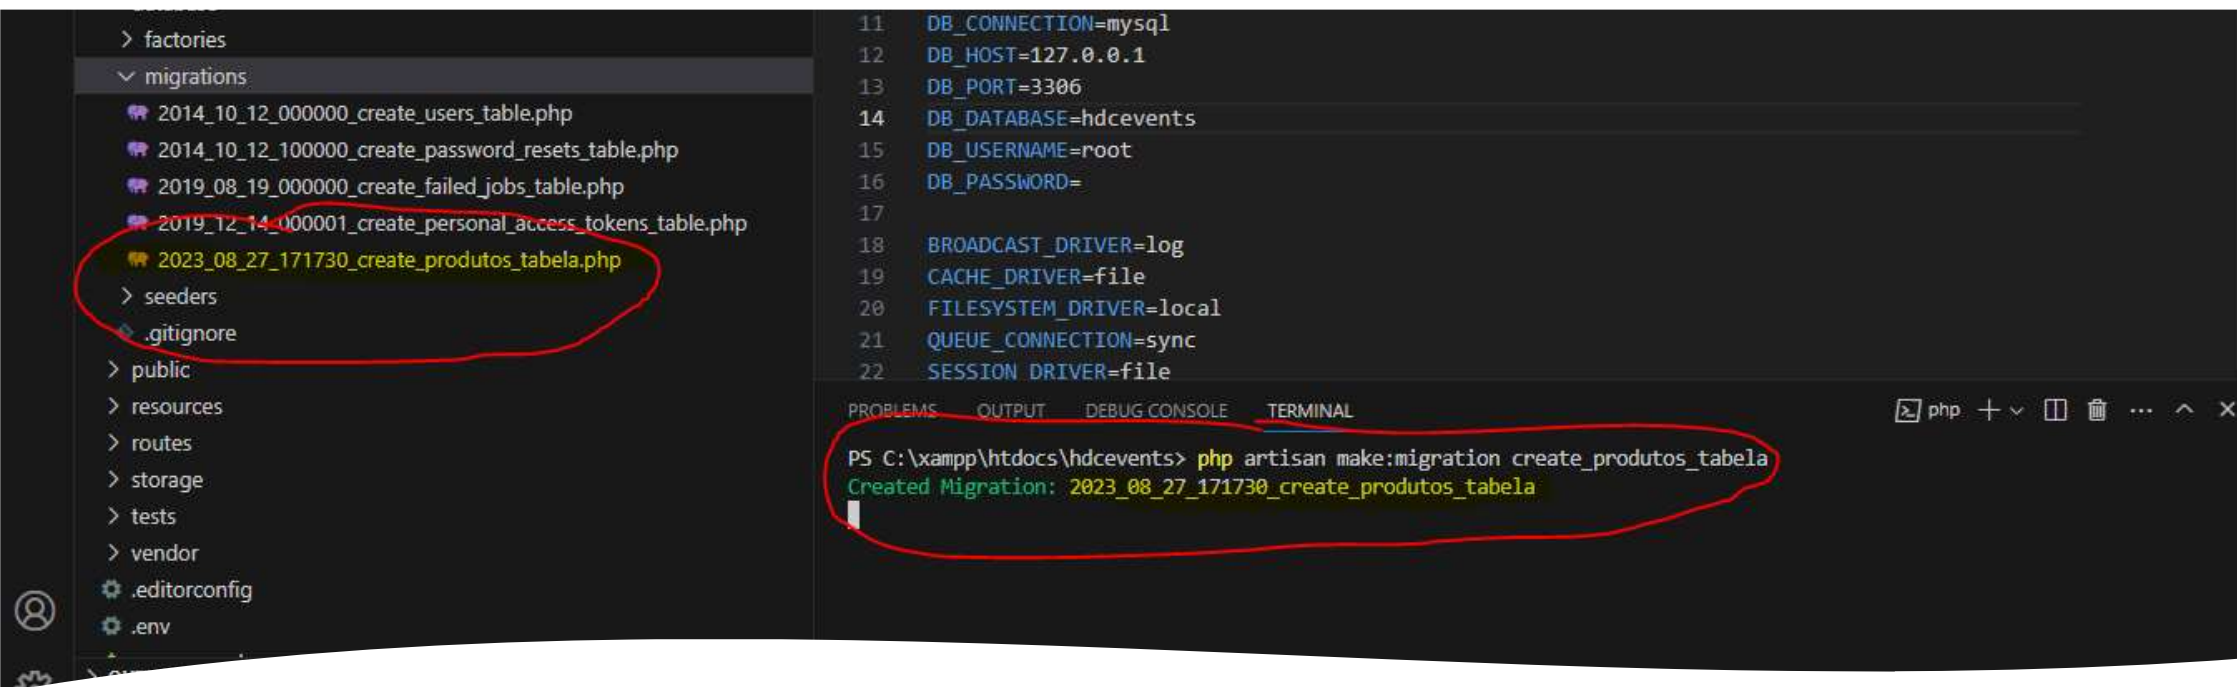 factories
migrations
2014_10_12_000000_create_users_table.php
2014_10_12_100000_create_password_resets_table.php
2019_08_19_000000_create_failed_jobs_table.php
2019_12_14_000001_create_personal_access_tokens_table.php
2023_08_27_171730_create_produtos_tabela.php
seeders
.gitignore
public
resources
routes
storage
tests
vendor
.editorconfig
.env
11 DB_CONNECTION=mysql
12 DB_HOST=127.0.0.1
13 DB_PORT=3306
14 DB_DATABASE=hdcevents
15 DB_USERNAME=root
16 DB_PASSWORD=
17
18 BROADCAST_DRIVER=log
19 CACHE_DRIVER=file
20 FILESYSTEM_DRIVER=local
21 QUEUE_CONNECTION=sync
22 SESSION_DRIVER=file
PROBLEMS OUTPUT DEBUG CONSOLE TERMINAL php
PS C:\xampp\htdocs\hdcevents> php artisan make:migration create_produtos_tabela
Created Migration: 2023_08_27_171730_create_produtos_tabela